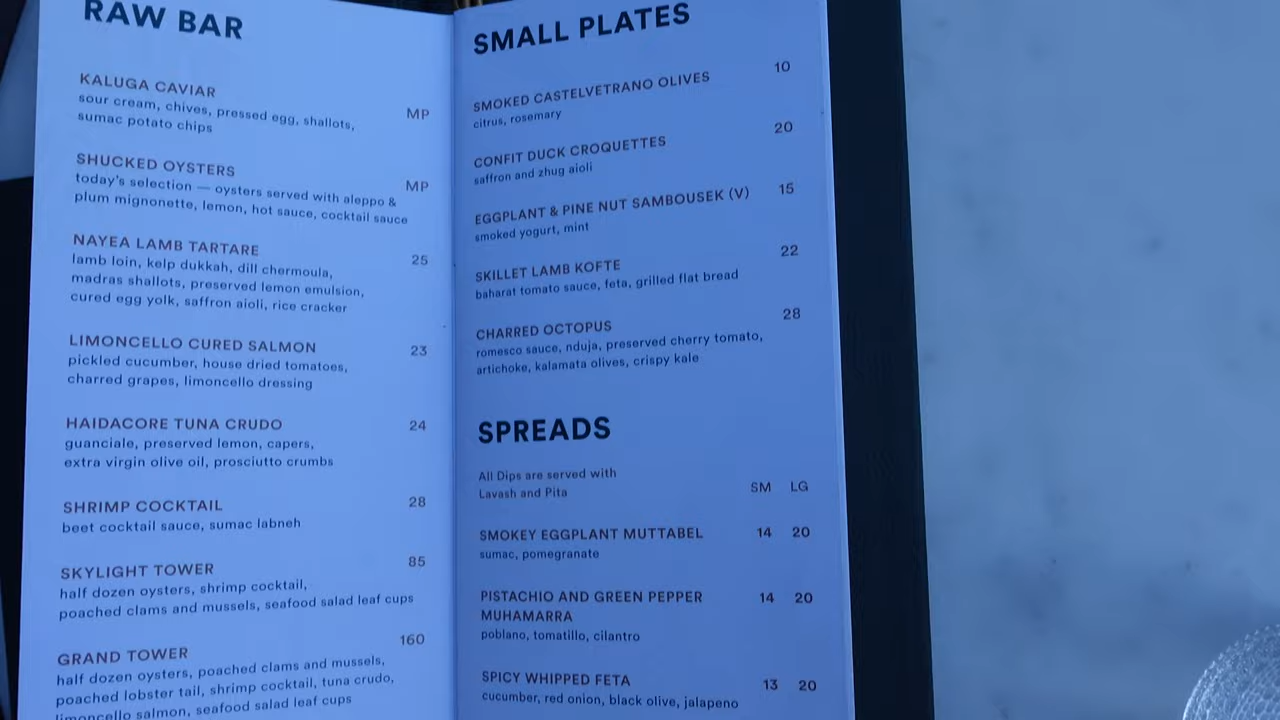 RAW BAR
KALUGA CAVIAR
sour cream, chives, pressed egg, shallots,
sumac potato chips
MP
SHUCKED OYSTERS
today's selection — oysters served with aleppo &
plum mignonette, lemon, hot sauce, cocktail sauce
MP
NAYEA LAMB TARTARE
lamb loin, kelp dukkah, dill chermoula,
madras shallots, preserved lemon emulsion,
cured egg yolk, saffron aioli, rice cracker
25
LIMONCELLO CURED SALMON
pickled cucumber, house dried tomatoes,
charred grapes, limoncello dressing
23
HAIDACORE TUNA CRUDO
guanciale, preserved lemon, capers,
extra virgin olive oil, prosciutto crumbs
24
SHRIMP COCKTAIL
beet cocktail sauce, sumac labneh
28
SKYLIGHT TOWER
half dozen oysters, shrimp cocktail,
poached clams and mussels, seafood salad leaf cups
85
GRAND TOWER
half dozen oysters, poached clams and mussels,
poached lobster tail, shrimp cocktail, tuna crudo,
limoncello salmon, seafood salad leaf cups
160
SMALL PLATES
SMOKED CASTELVETRANO OLIVES
citrus, rosemary
10
CONFIT DUCK CROQUETTES
saffron and zhug aioli
20
EGGPLANT & PINE NUT SAMBOUSEK (V)
smoked yogurt, mint
15
SKILLET LAMB KOFTE
baharat tomato sauce, feta, grilled flat bread
22
CHARRED OCTOPUS
romesco sauce, nduja, preserved cherry tomato,
artichoke, kalamata olives, crispy kale
28
SPREADS
All Dips are served with
Lavash and Pita
SM LG
SMOKEY EGGPLANT MUTTABEL
sumac, pomegranate
14 20
PISTACHIO AND GREEN PEPPER
MUHAMARRA
poblano, tomatillo, cilantro
14 20
SPICY WHIPPED FETA
cucumber, red onion, black olive, jalapeno
13 20